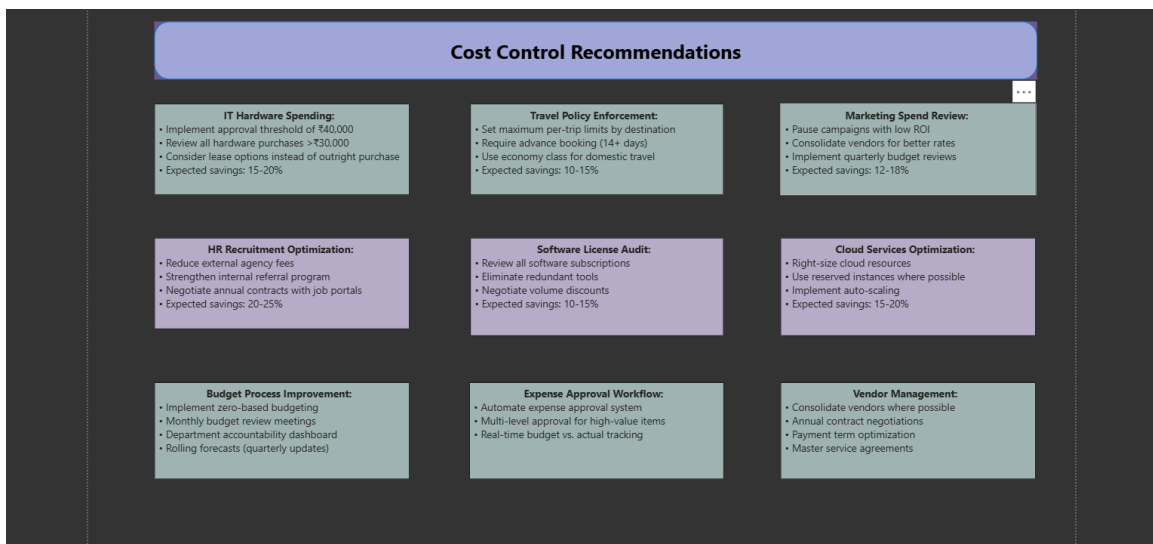 Cost Control Recommendations
IT Hardware Spending:
• Implement approval threshold of ₹40,000
• Review all hardware purchases >₹30,000
• Consider lease options instead of outright purchase
• Expected savings: 15-20%
Travel Policy Enforcement:
• Set maximum per-trip limits by destination
• Require advance booking (14+ days)
• Use economy class for domestic travel
• Expected savings: 10-15%
Marketing Spend Review:
• Pause campaigns with low ROI
• Consolidate vendors for better rates
• Implement quarterly budget reviews
• Expected savings: 12-18%
HR Recruitment Optimization:
• Reduce external agency fees
• Strengthen internal referral program
• Negotiate annual contracts with job portals
• Expected savings: 20-25%
Software License Audit:
• Review all software subscriptions
• Eliminate redundant tools
• Negotiate volume discounts
• Expected savings: 10-15%
Cloud Services Optimization:
• Right-size cloud resources
• Use reserved instances where possible
• Implement auto-scaling
• Expected savings: 15-20%
Budget Process Improvement:
• Implement zero-based budgeting
• Monthly budget review meetings
• Department accountability dashboard
• Rolling forecasts (quarterly updates)
Expense Approval Workflow:
• Automate expense approval system
• Multi-level approval for high-value items
• Real-time budget vs. actual tracking
Vendor Management:
• Consolidate vendors where possible
• Annual contract negotiations
• Payment term optimization
• Master service agreements